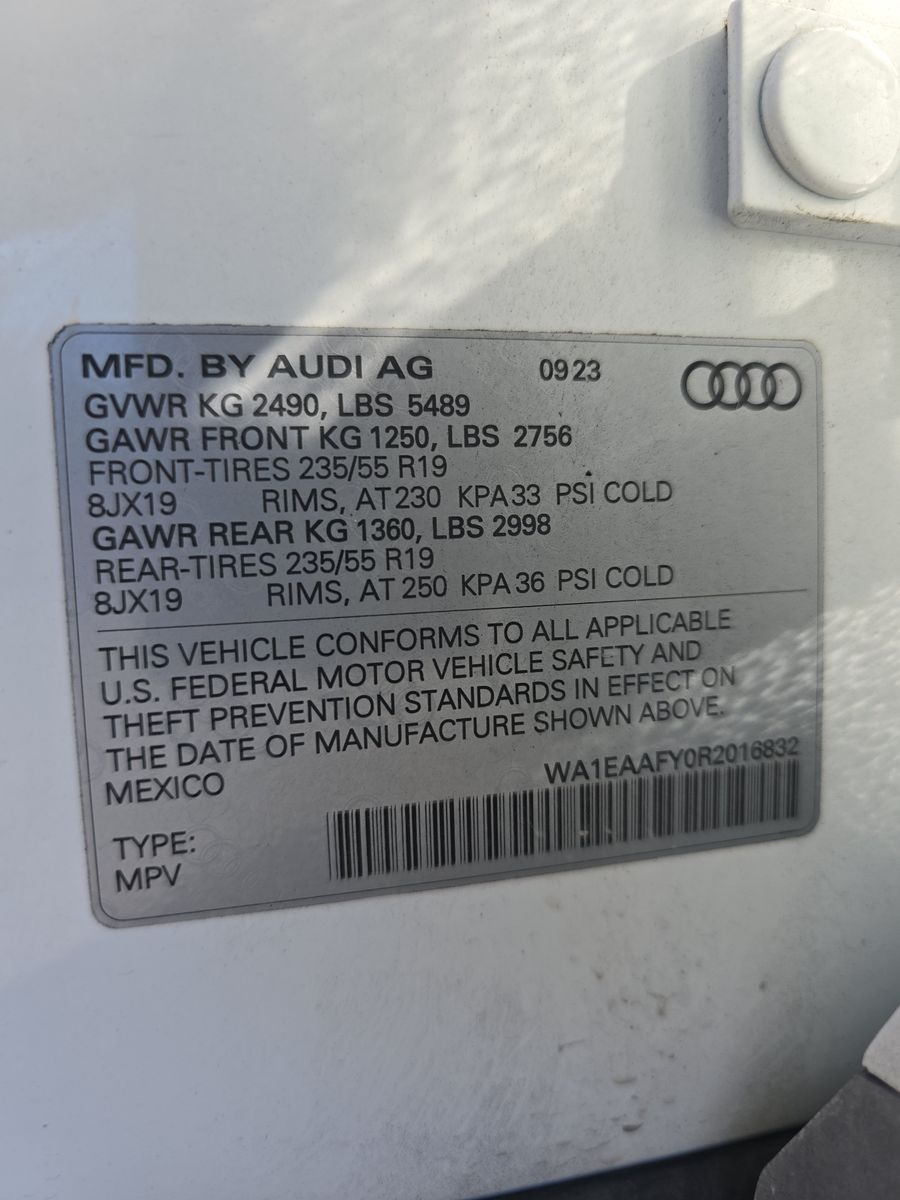 MFD. BY AUDI AG 09 23
GVWR KG 2490, LBS 5489
GAWR FRONT KG 1250, LBS 2756
FRONT-TIRES 235/55 R19
8JX19 RIMS, AT 230 KPA 33 PSI COLD
GAWR REAR KG 1360, LBS 2998
REAR-TIRES 235/55 R19
8JX19 RIMS, AT 250 KPA 36 PSI COLD
THIS VEHICLE CONFORMS TO ALL APPLICABLE
U.S. FEDERAL MOTOR VEHICLE SAFETY AND
THEFT PREVENTION STANDARDS IN EFFECT ON
THE DATE OF MANUFACTURE SHOWN ABOVE.
MEXICO WA1EAAFY0R2016832
TYPE:
MPV